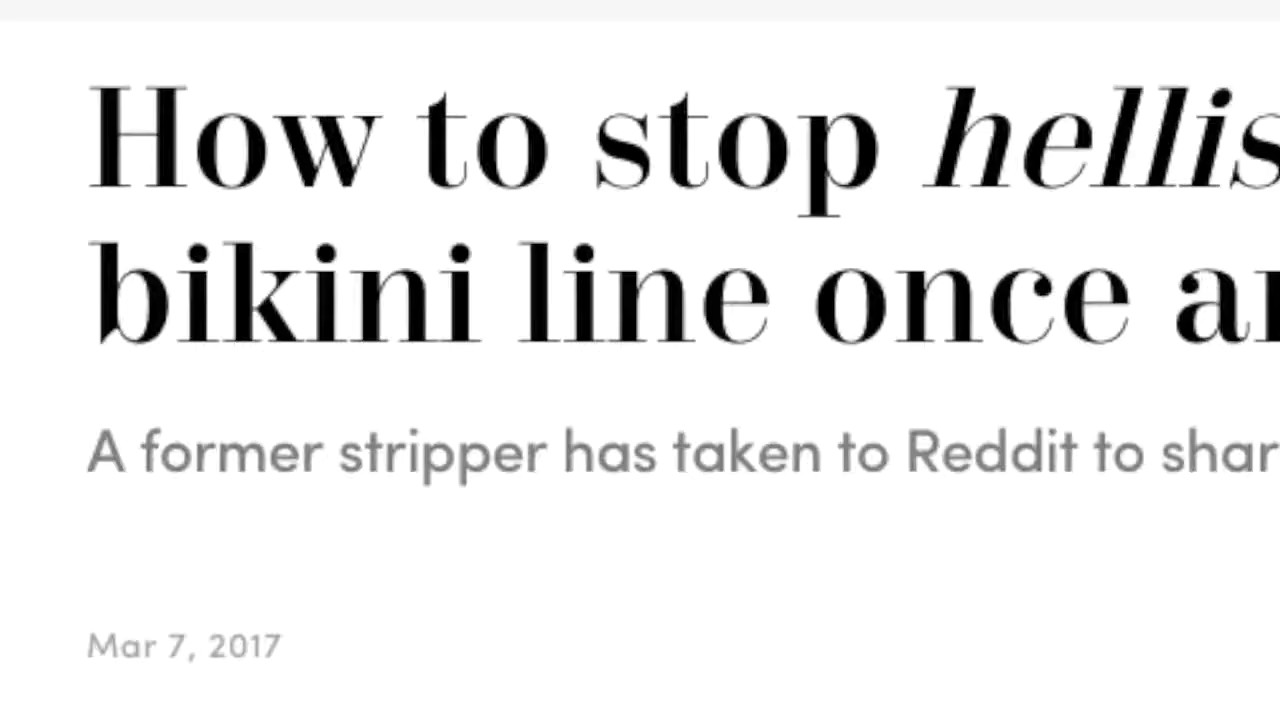 How to stop hellis
bikini line once a
A former stripper has taken to Reddit to shar
Mar 7, 2017